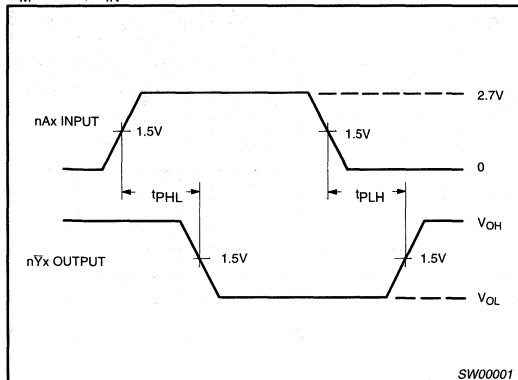 2.7V
nAx INPUT
1.5V
1.5V
0
tPHL
tPLH
VOH
nȲx OUTPUT
1.5V
1.5V
VOL
SW00001